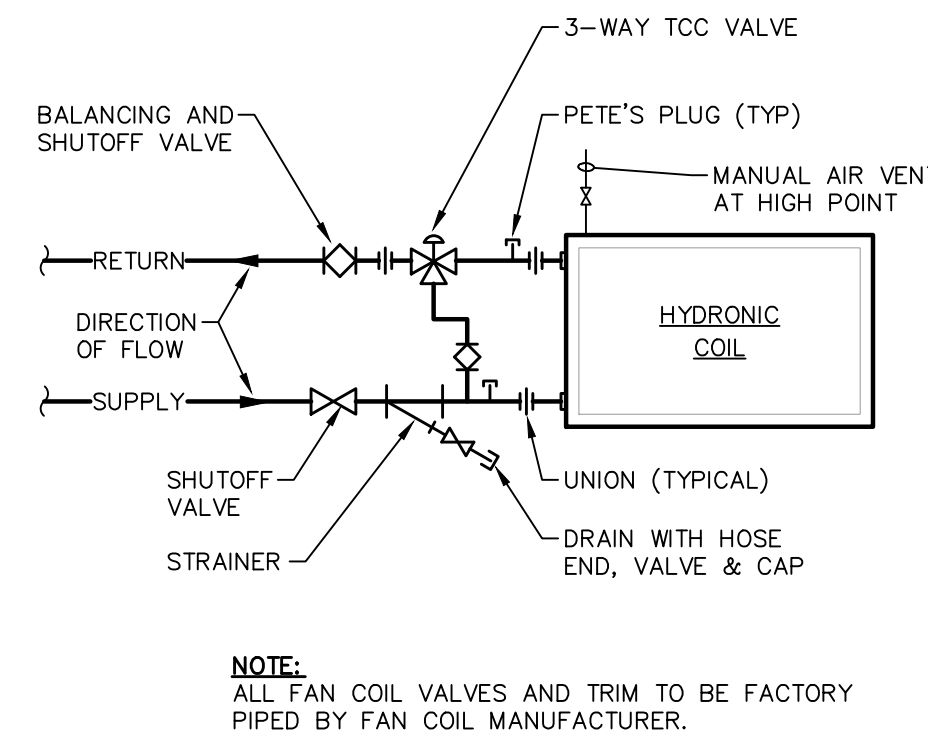 3-WAY TCC VALVE
BALANCING AND
SHUTOFF VALVE
PETE'S PLUG (TYP)
MANUAL AIR VENT
AT HIGH POINT
RETURN
HYDRONIC
COIL
DIRECTION
OF FLOW
SUPPLY
SHUTOFF
VALVE
UNION (TYPICAL)
STRAINER
DRAIN WITH HOSE
END, VALVE & CAP
NOTE:
ALL FAN COIL VALVES AND TRIM TO BE FACTORY
PIPED BY FAN COIL MANUFACTURER.